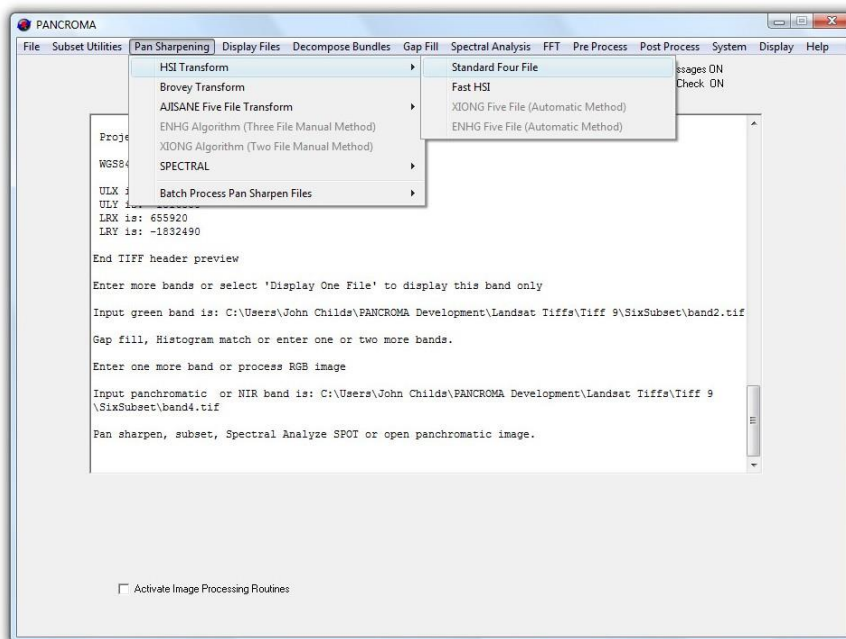 PANCROMA
File Subset Utilities Pan Sharpening Display Files Decompose Bundles Gap Fill Spectral Analysis FFT Pre Process Post Process System Display Help
HSI Transform
Brovey Transform
AJISANE Five File Transform
ENHG Algorithm (Three File Manual Method)
XIONG Algorithm (Two File Manual Method)
SPECTRAL
Batch Process Pan Sharpen Files
Standard Four File
Fast HSI
XIONG Five File (Automatic Method)
ENHG Five File (Automatic Method)
ssages ON
Check ON
Proje
WGS84
ULX i
ULY is:
LRX is: 655920
LRY is: -1832490
End TIFF header preview
Enter more bands or select 'Display One File' to display this band only
Input green band is: C:\Users\John Childs\PANCROMA Development\Landsat Tiffs\Tiff 9\SixSubset\band2.tif
Gap fill, Histogram match or enter one or two more bands.
Enter one more band or process RGB image
Input panchromatic or NIR band is: C:\Users\John Childs\PANCROMA Development\Landsat Tiffs\Tiff 9
\SixSubset\band4.tif
Pan sharpen, subset, Spectral Analyze SPOT or open panchromatic image.
Activate Image Processing Routines